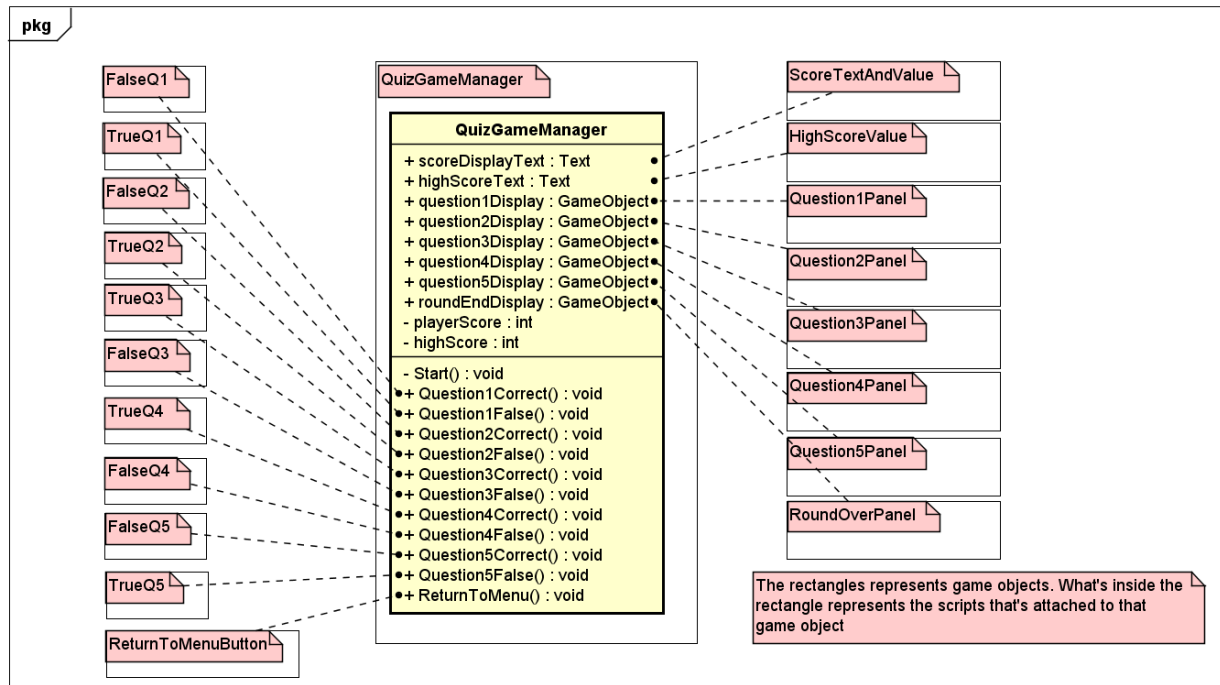 pkg
FalseQ1
TrueQ1
FalseQ2
TrueQ2
TrueQ3
FalseQ3
TrueQ4
FalseQ4
FalseQ5
TrueQ5
ReturnToMenuButton
QuizGameManager
QuizGameManager
+ scoreDisplayText : Text
+ highScoreText : Text
+ question1Display : GameObject
+ question2Display : GameObject
+ question3Display : GameObject
+ question4Display : GameObject
+ question5Display : GameObject
+ roundEndDisplay : GameObject
- playerScore : int
- highScore : int
- Start() : void
+ Question1Correct() : void
+ Question1False() : void
+ Question2Correct() : void
+ Question2False() : void
+ Question3Correct() : void
+ Question3False() : void
+ Question4Correct() : void
+ Question4False() : void
+ Question5Correct() : void
+ Question5False() : void
+ ReturnToMenu() : void
ScoreTextAndValue
HighScoreValue
Question1Panel
Question2Panel
Question3Panel
Question4Panel
Question5Panel
RoundOverPanel
The rectangles represents game objects. What's inside the
rectangle represents the scripts that's attached to that
game object